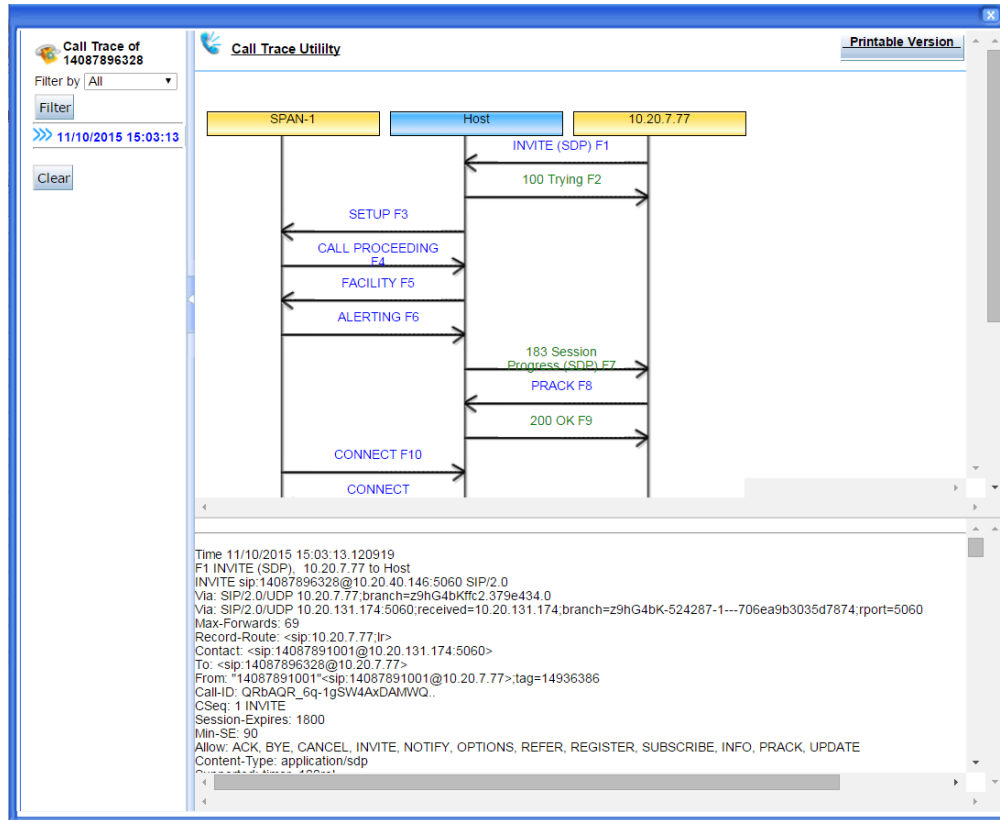 Call Trace of
14087896328
Filter by All
Filter
11/10/2015 15:03:13
Clear
Call Trace Utililty
Printable Version
SPAN-1
Host
10.20.7.77
INVITE (SDP) F1
100 Trying F2
SETUP F3
CALL PROCEEDING
F4
FACILITY F5
ALERTING F6
183 Session
Progress (SDP) F7
PRACK F8
200 OK F9
CONNECT F10
CONNECT
Time 11/10/2015 15:03:13.120919
F1 INVITE (SDP), 10.20.7.77 to Host
INVITE sip:14087896328@10.20.40.146:5060 SIP/2.0
Via: SIP/2.0/UDP 10.20.7.77;branch=z9hG4bKffc2.379e434.0
Via: SIP/2.0/UDP 10.20.131.174:5060;received=10.20.131.174;branch=z9hG4bK-524287-1---706ea9b3035d7874;rport=5060
Max-Forwards: 69
Record-Route: <sip:10.20.7.77;lr>
Contact: <sip:14087891001@10.20.131.174:5060>
To: <sip:14087896328@10.20.7.77>
From: "14087891001"<sip:14087891001@10.20.7.77>;tag=14936386
Call-ID: QRbAQR_6q-1gSW4AxDAMWQ..
CSeq: 1 INVITE
Session-Expires: 1800
Min-SE: 90
Allow: ACK, BYE, CANCEL, INVITE, NOTIFY, OPTIONS, REFER, REGISTER, SUBSCRIBE, INFO, PRACK, UPDATE
Content-Type: application/sdp
Supported: timer, 100rel